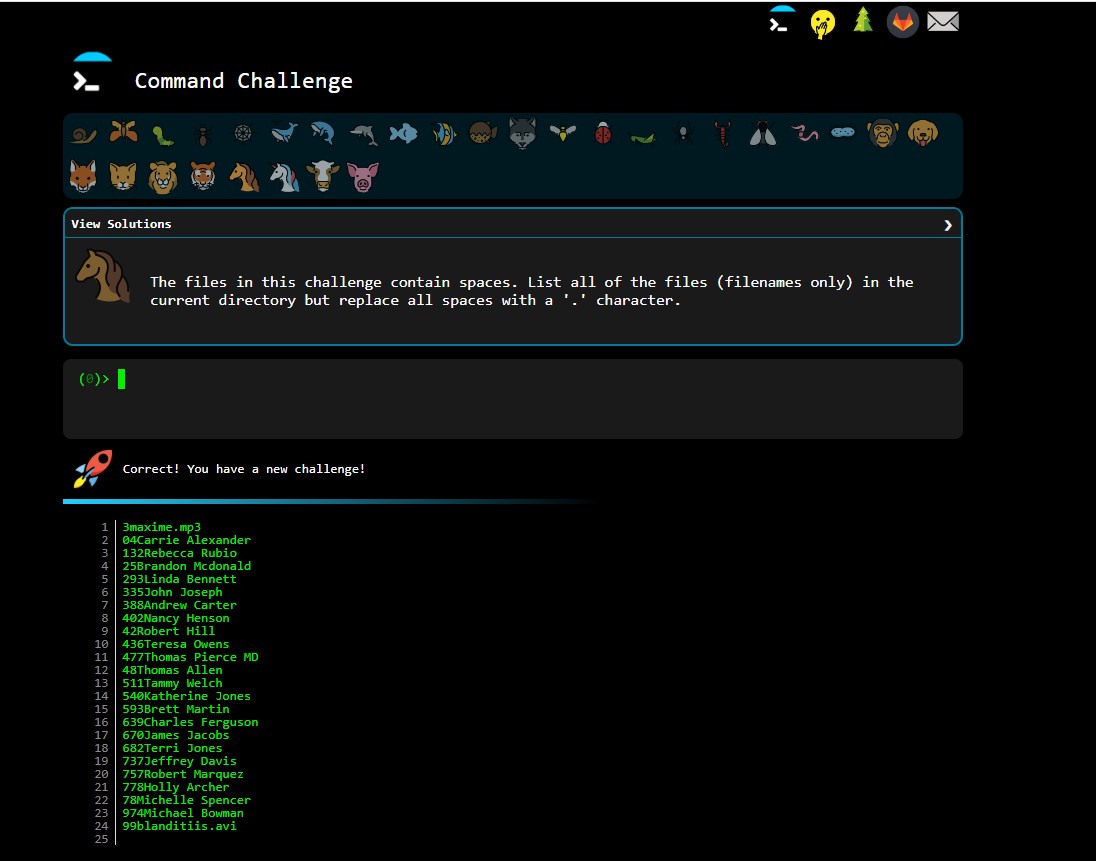 Command Challenge
View Solutions
The files in this challenge contain spaces. List all of the files (filenames only) in the
current directory but replace all spaces with a '.' character.
(0)>
Correct! You have a new challenge!
1 3maxime.mp3
2 04Carrie Alexander
3 132Rebecca Rubio
4 25Brandon Mcdonald
5 293Linda Bennett
6 335John Joseph
7 388Andrew Carter
8 402Nancy Henson
9 42Robert Hill
10 436Teresa Owens
11 477Thomas Pierce MD
12 48Thomas Allen
13 511Tammy Welch
14 540Katherine Jones
15 593Brett Martin
16 639Charles Ferguson
17 670James Jacobs
18 682Terri Jones
19 737Jeffrey Davis
20 757Robert Marquez
21 778Holly Archer
22 78Michelle Spencer
23 974Michael Bowman
24 99blanditiis.avi
25